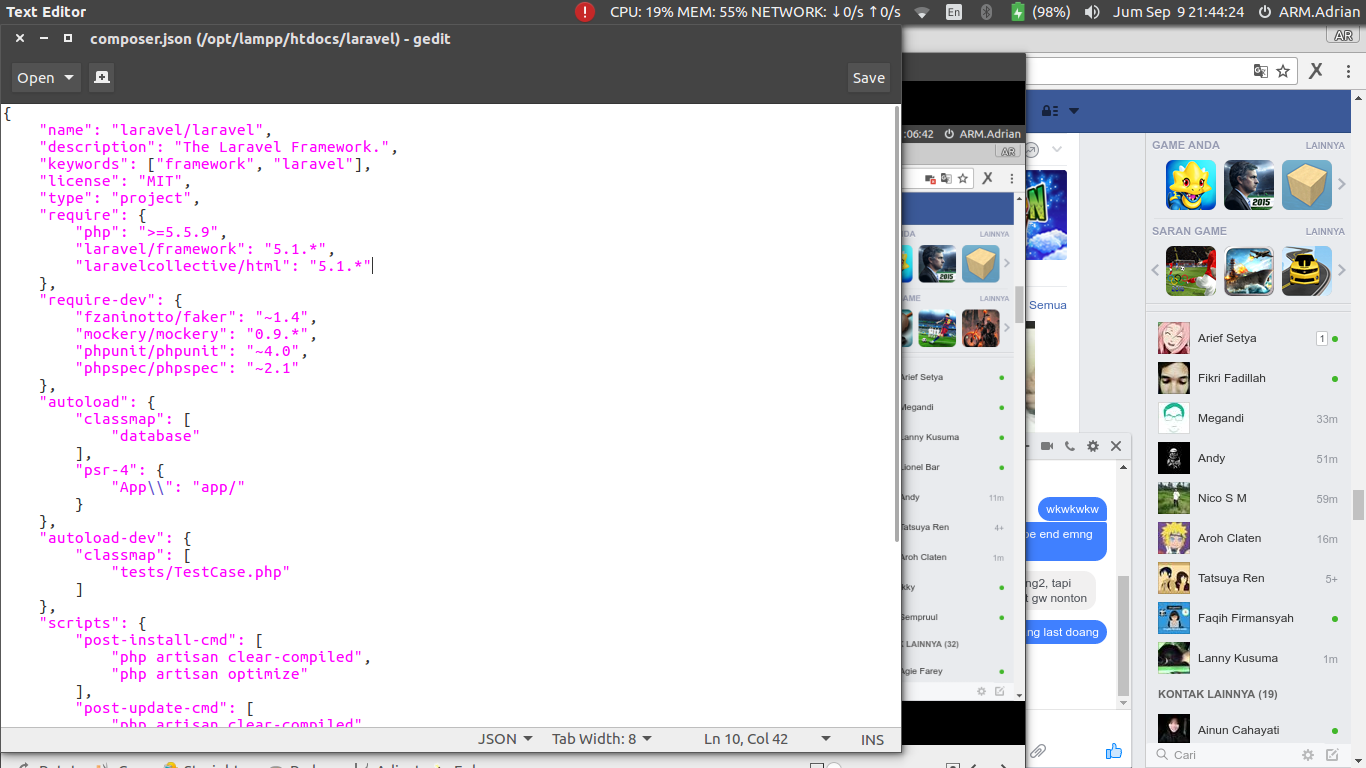 Text Editor
CPU: 19% MEM: 55% NETWORK: ↓0/s ↑0/s
En
(98%)
Jum Sep 9 21:44:24
ARM.Adrian
composer.json (/opt/lampp/htdocs/laravel) - gedit
AR
Open
Save
{
"name": "laravel/laravel",
"description": "The Laravel Framework.",
"keywords": ["framework", "laravel"],
"license": "MIT",
"type": "project",
"require": {
"php": ">=5.5.9",
"laravel/framework": "5.1.*",
"laravelcollective/html": "5.1.*"
},
"require-dev": {
"fzaninotto/faker": "~1.4",
"mockery/mockery": "0.9.*",
"phpunit/phpunit": "~4.0",
"phpspec/phpspec": "~2.1"
},
"autoload": {
"classmap": [
"database"
],
"psr-4": {
"App\\": "app/"
}
},
"autoload-dev": {
"classmap": [
"tests/TestCase.php"
]
},
"scripts": {
"post-install-cmd": [
"php artisan clear-compiled",
"php artisan optimize"
],
"post-update-cmd": [
"php artisan clear-compiled",
JSON
Tab Width: 8
Ln 10, Col 42
INS
:06:42
ARM.Adrian
AR
LAINNYA
2015
LAINNYA
Arief Setya
Megandi
Lanny Kusuma
Lionel Bar
Andy 11m
Tatsuya Ren 4+
Aroh Claten 1m
Sempruul
LAINNYA (32)
Agie Farey
Semua
wkwkwkw
end emng
ng2, tapi
gw nonton
ng last doang
GAME ANDA
LAINNYA
2015
SARAN GAME
LAINNYA
Arief Setya 1
Fikri Fadillah
Megandi 33m
Andy 51m
Nico S M 59m
Aroh Claten 16m
Tatsuya Ren 5+
Faqih Firmansyah
Lanny Kusuma 1m
KONTAK LAINNYA (19)
Ainun Cahayati
Cari